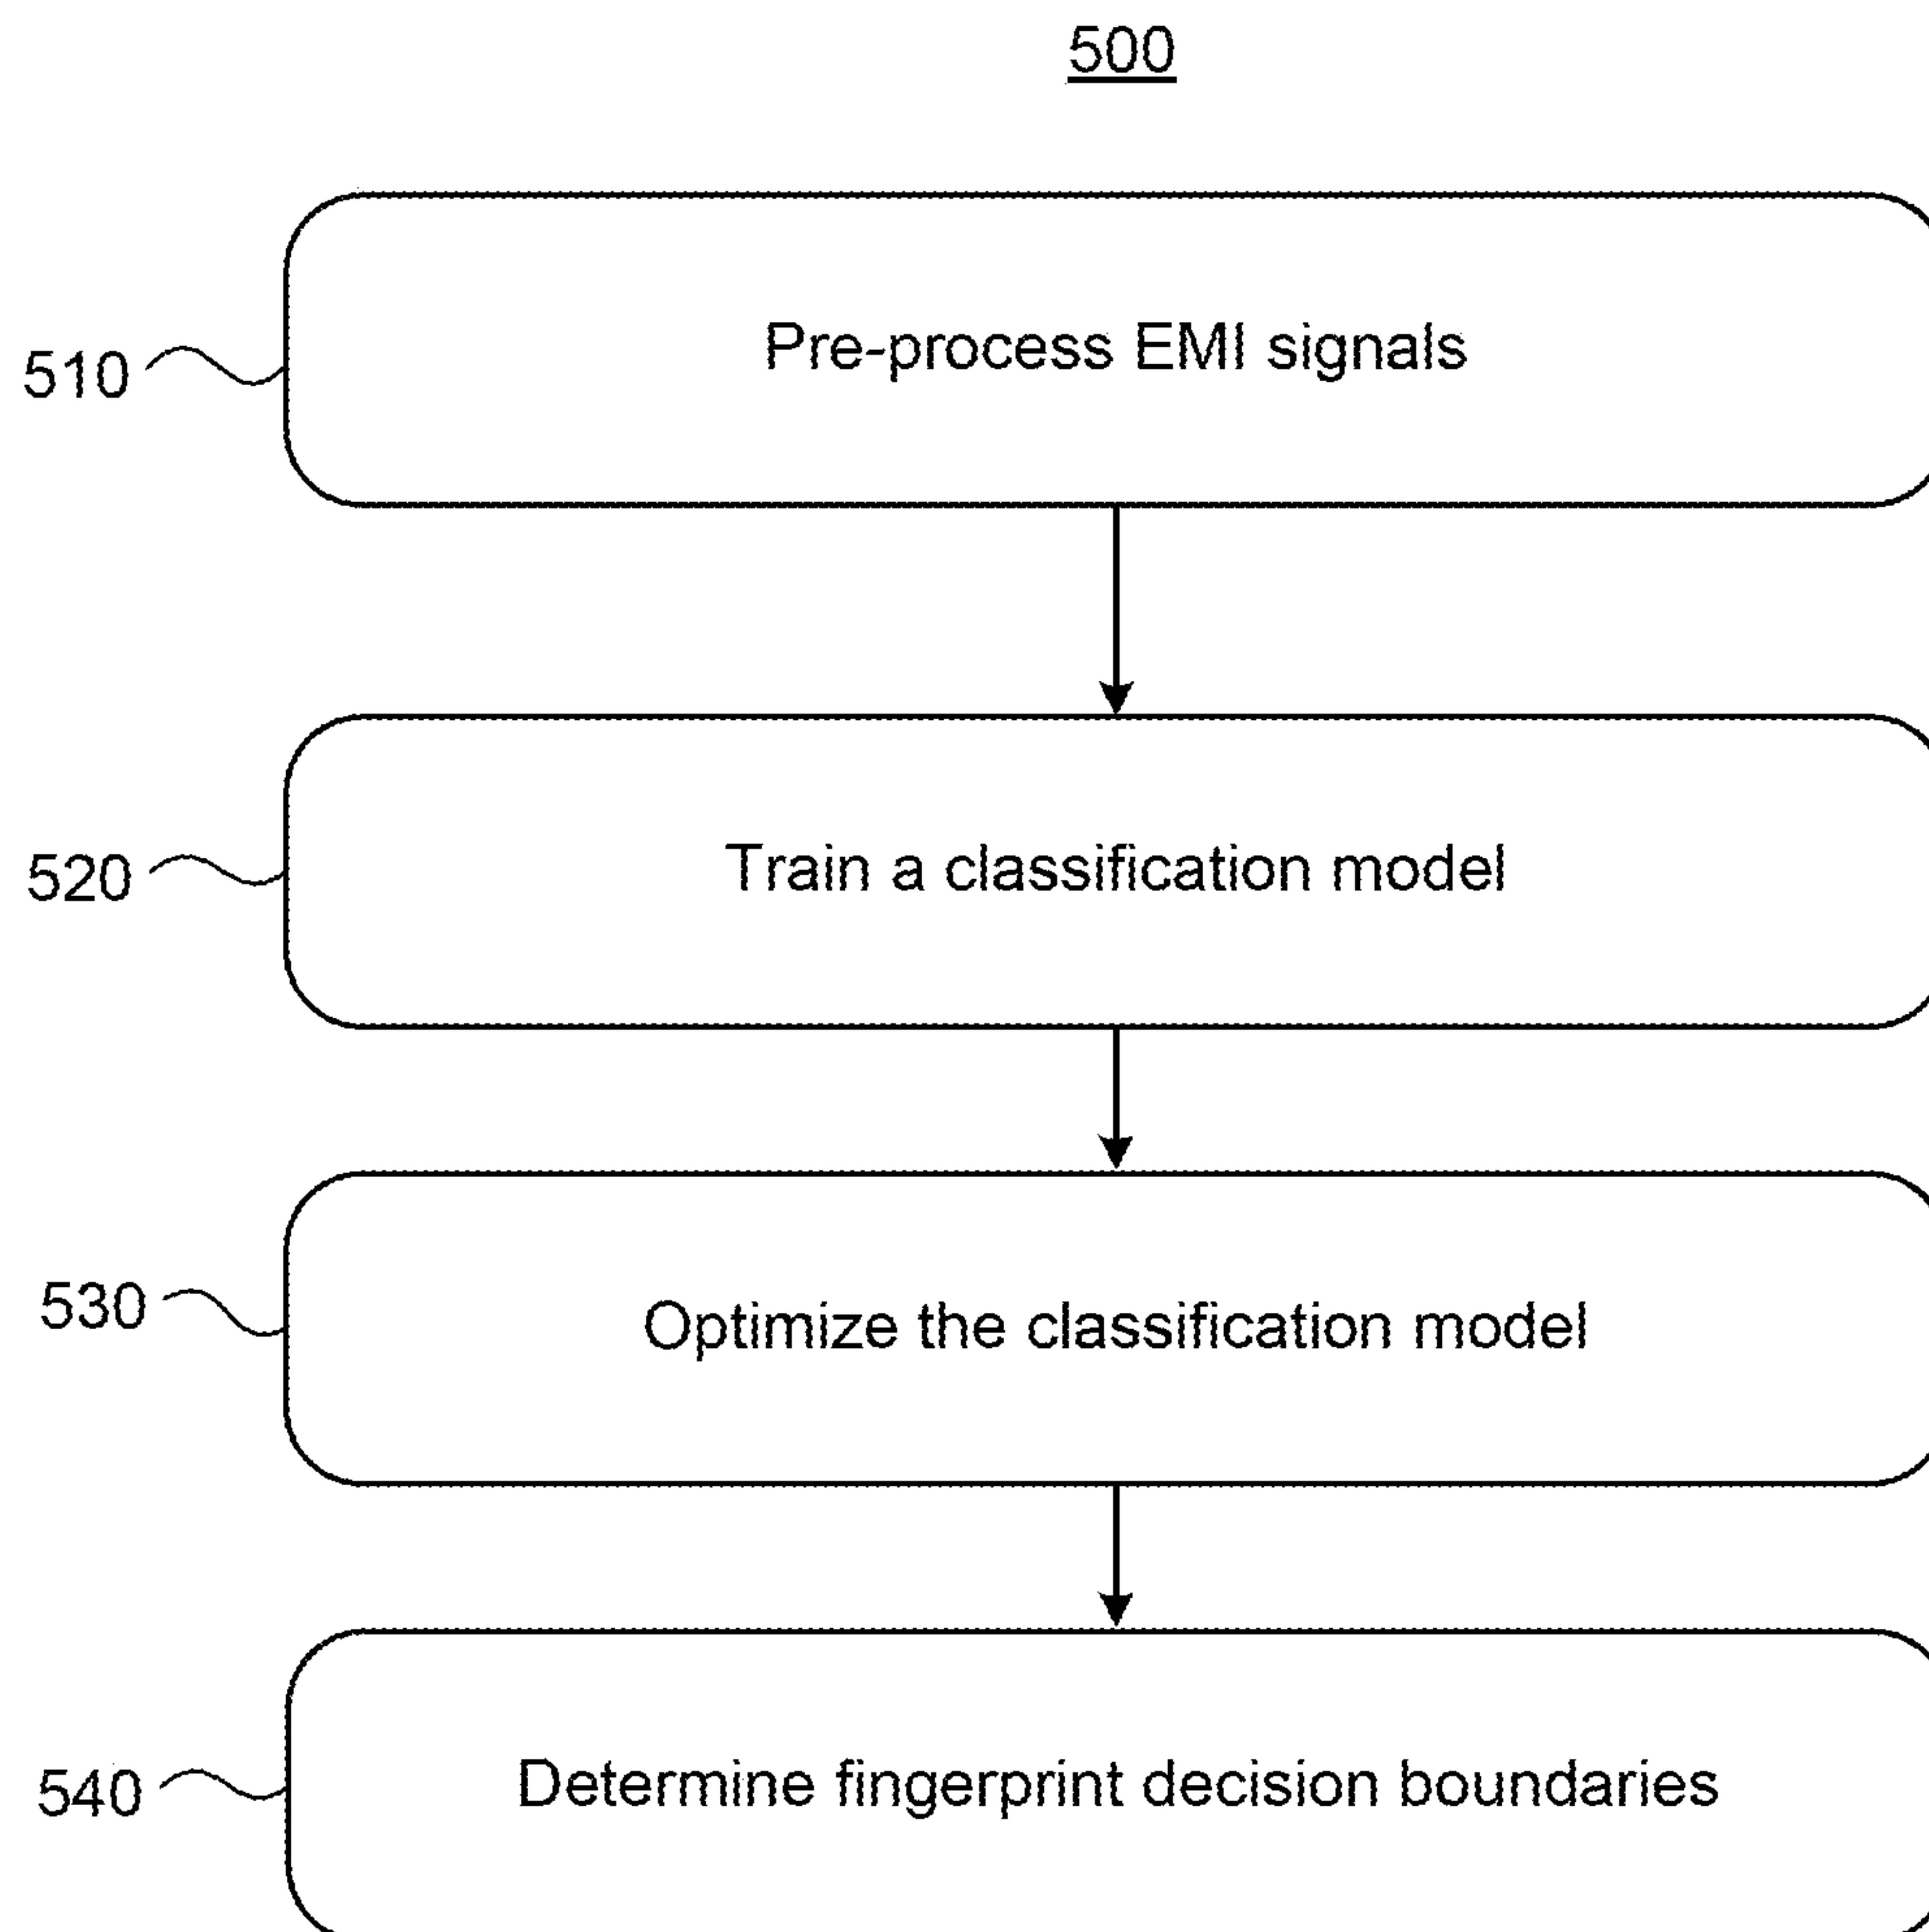 500
510
Pre-process EMI signals
520
Train a classification model
530
Optimize the classification model
540
Determine fingerprint decision boundaries